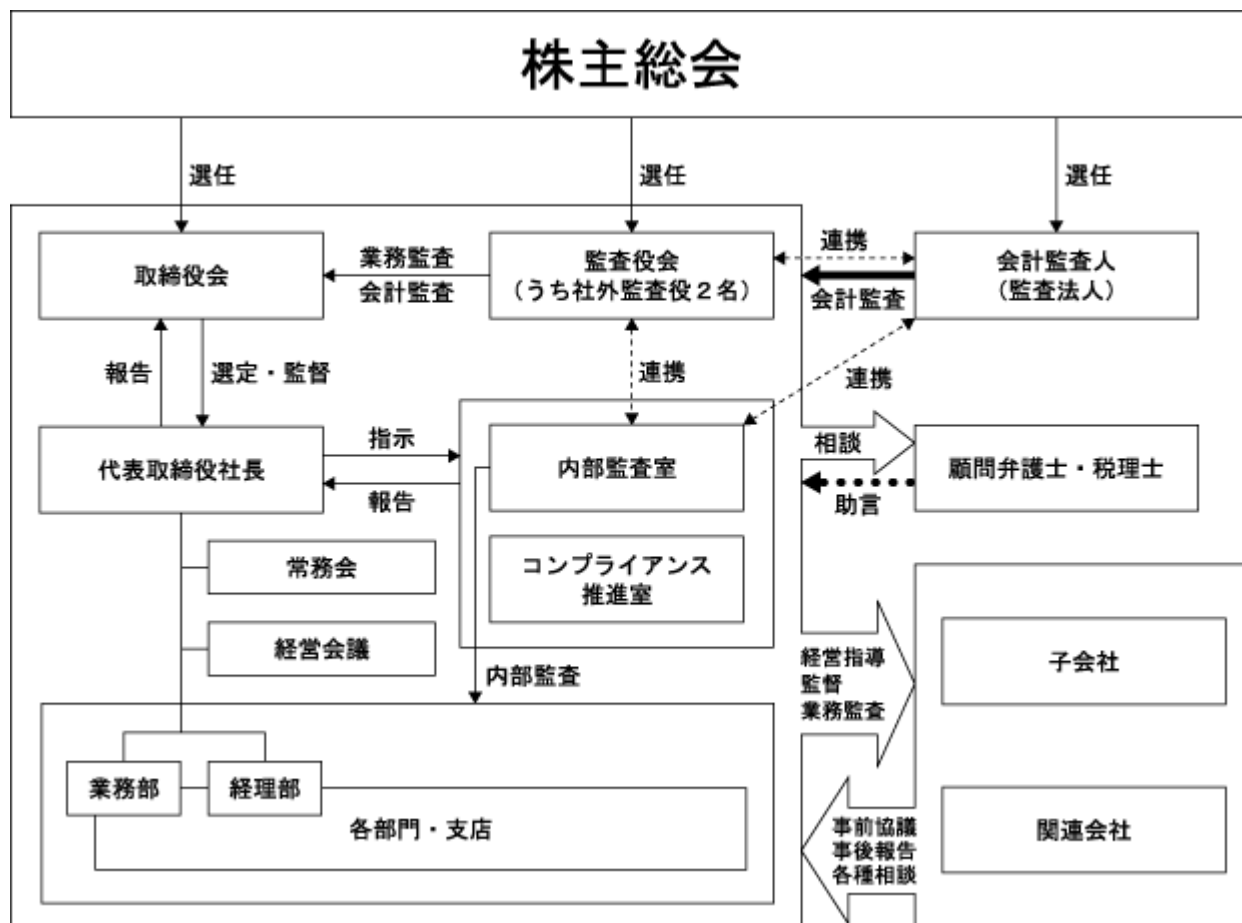 株主総会
選任
選任
選任
取締役会
業務監査
会計監査
監査役会
（うち社外監査役２名）
連携
会計監査
会計監査人
（監査法人）
報告
選定・監督
連携
連携
代表取締役社長
指示
報告
内部監査室
相談
助言
顧問弁護士・税理士
常務会
コンプライアンス
推進室
経営会議
内部監査
経営指導
監督
業務監査
子会社
業務部
経理部
各部門・支店
事前協議
事後報告
各種相談
関連会社